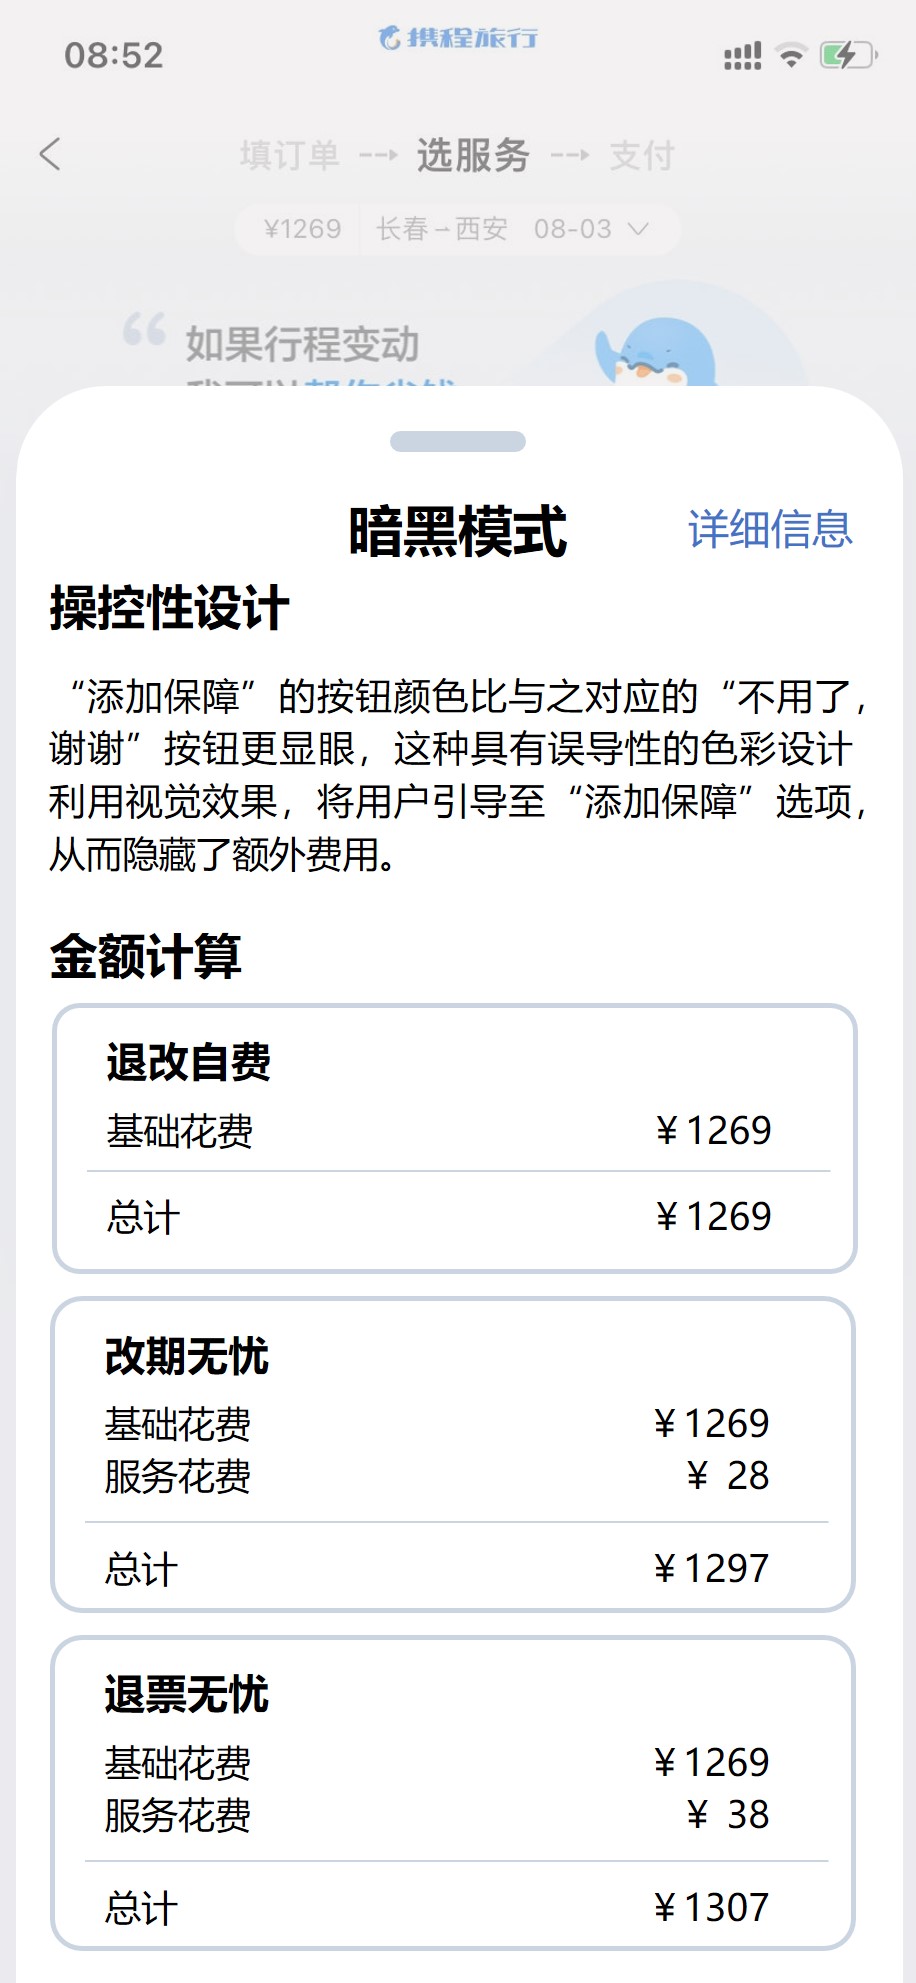 08:52
携程旅行
填订单 --→ 选服务 --→ 支付
¥1269 长春 → 西安 08-03
“如果行程变动
暗黑模式
详细信息
操控性设计
“添加保障”的按钮颜色比与之对应的“不用了，
谢谢”按钮更显眼，这种具有误导性的色彩设计
利用视觉效果，将用户引导至“添加保障”选项，
从而隐藏了额外费用。
金额计算
退改自费
基础花费 ¥1269
总计 ¥1269
改期无忧
基础花费 ¥1269
服务花费 ¥ 28
总计 ¥1297
退票无忧
基础花费 ¥1269
服务花费 ¥ 38
总计 ¥1307